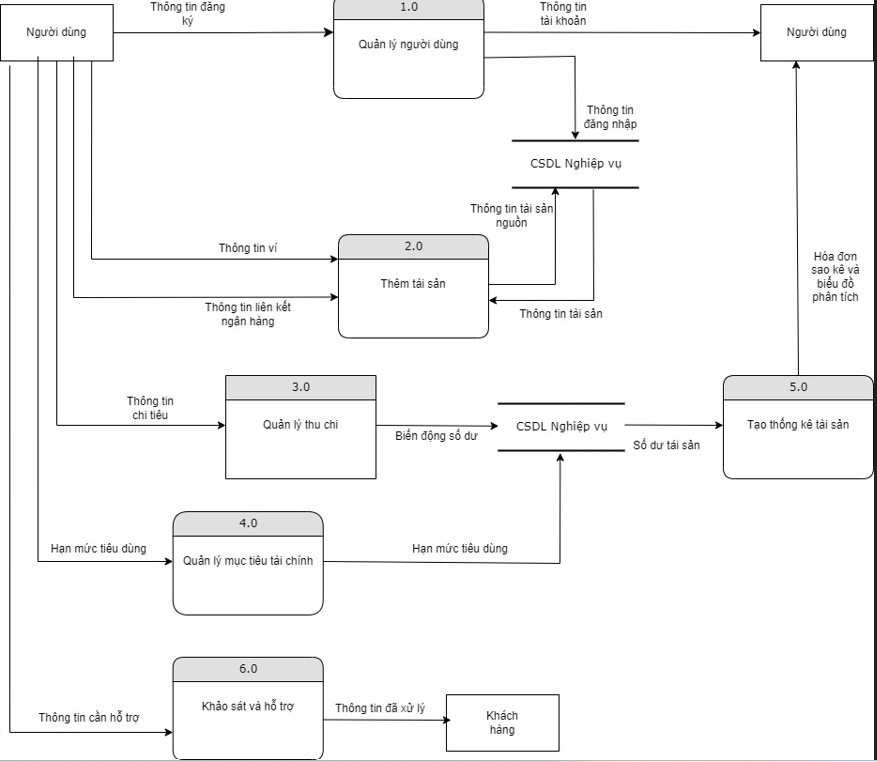 Thông tin đăng
ký
1.0
Thông tin
tài khoản
Người dùng
Quản lý người dùng
Người dùng
Thông tin
đăng nhập
CSDL Nghiệp vụ
Thông tin tài sản
nguồn
2.0
Thông tin ví
Thêm tài sản
Thông tin liên kết
ngân hàng
Thông tin tài sản
Hóa đơn
sao kê và
biểu đồ
phân tích
3.0
5.0
Thông tin
chi tiêu
Quản lý thu chi
Biến động số dư
CSDL Nghiệp vụ
Số dư tài sản
Tạo thống kê tài sản
4.0
Hạn mức tiêu dùng
Quản lý mục tiêu tài chính
Hạn mức tiêu dùng
6.0
Thông tin cần hỗ trợ
Khảo sát và hỗ trợ
Thông tin đã xử lý
Khách
hàng